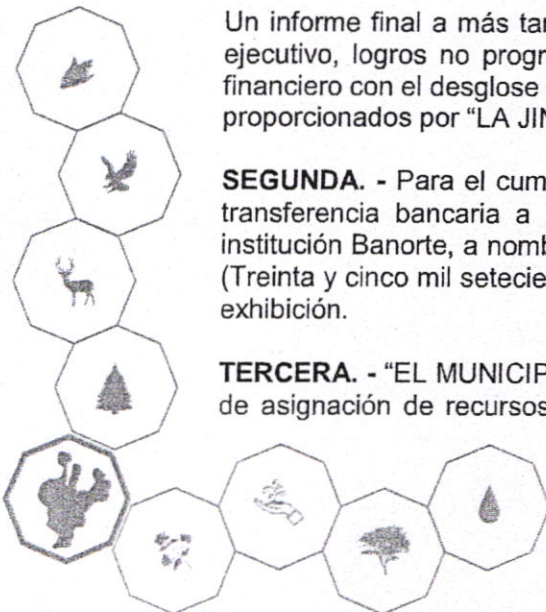 Un informe final a más tar
ejecutivo, logros no progr
financiero con el desglose
proporcionados por “LA JIN
SEGUNDA. - Para el cum
transferencia bancaria a
institución Banorte, a nomb
(Treinta y cinco mil setecie
exhibición.
TERCERA. - “EL MUNICIP
de asignación de recursos